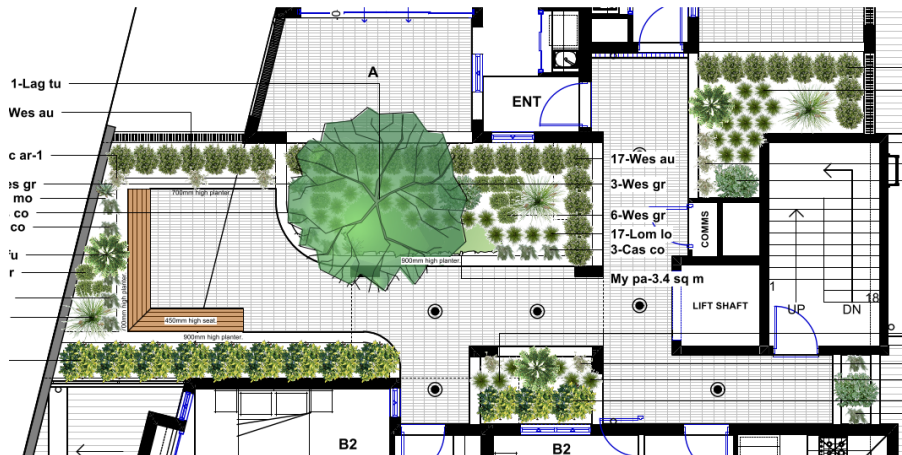 A
1-Lag tu
Wes au
ENT
c ar-1
17-Wes au
es gr
3-Wes gr
mo
700mm high planter.
co
6-Wes gr
co
17-Lom lo
COMMS
3-Cas co
900mm high planter.
My pa-3.4 sq m
r
1
18
LIFT SHAFT
UP
DN
450mm high seat.
900mm high planter.
B2
B2